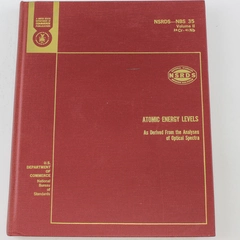 NSRDS—NBS 35
Volume II
NSRDS
ATOMIC ENERGY LEVELS
As Derived From the Analyses
of Optical Spectra
U.S.
DEPARTMENT
OF
COMMERCE
National
Bureau
of
Standards